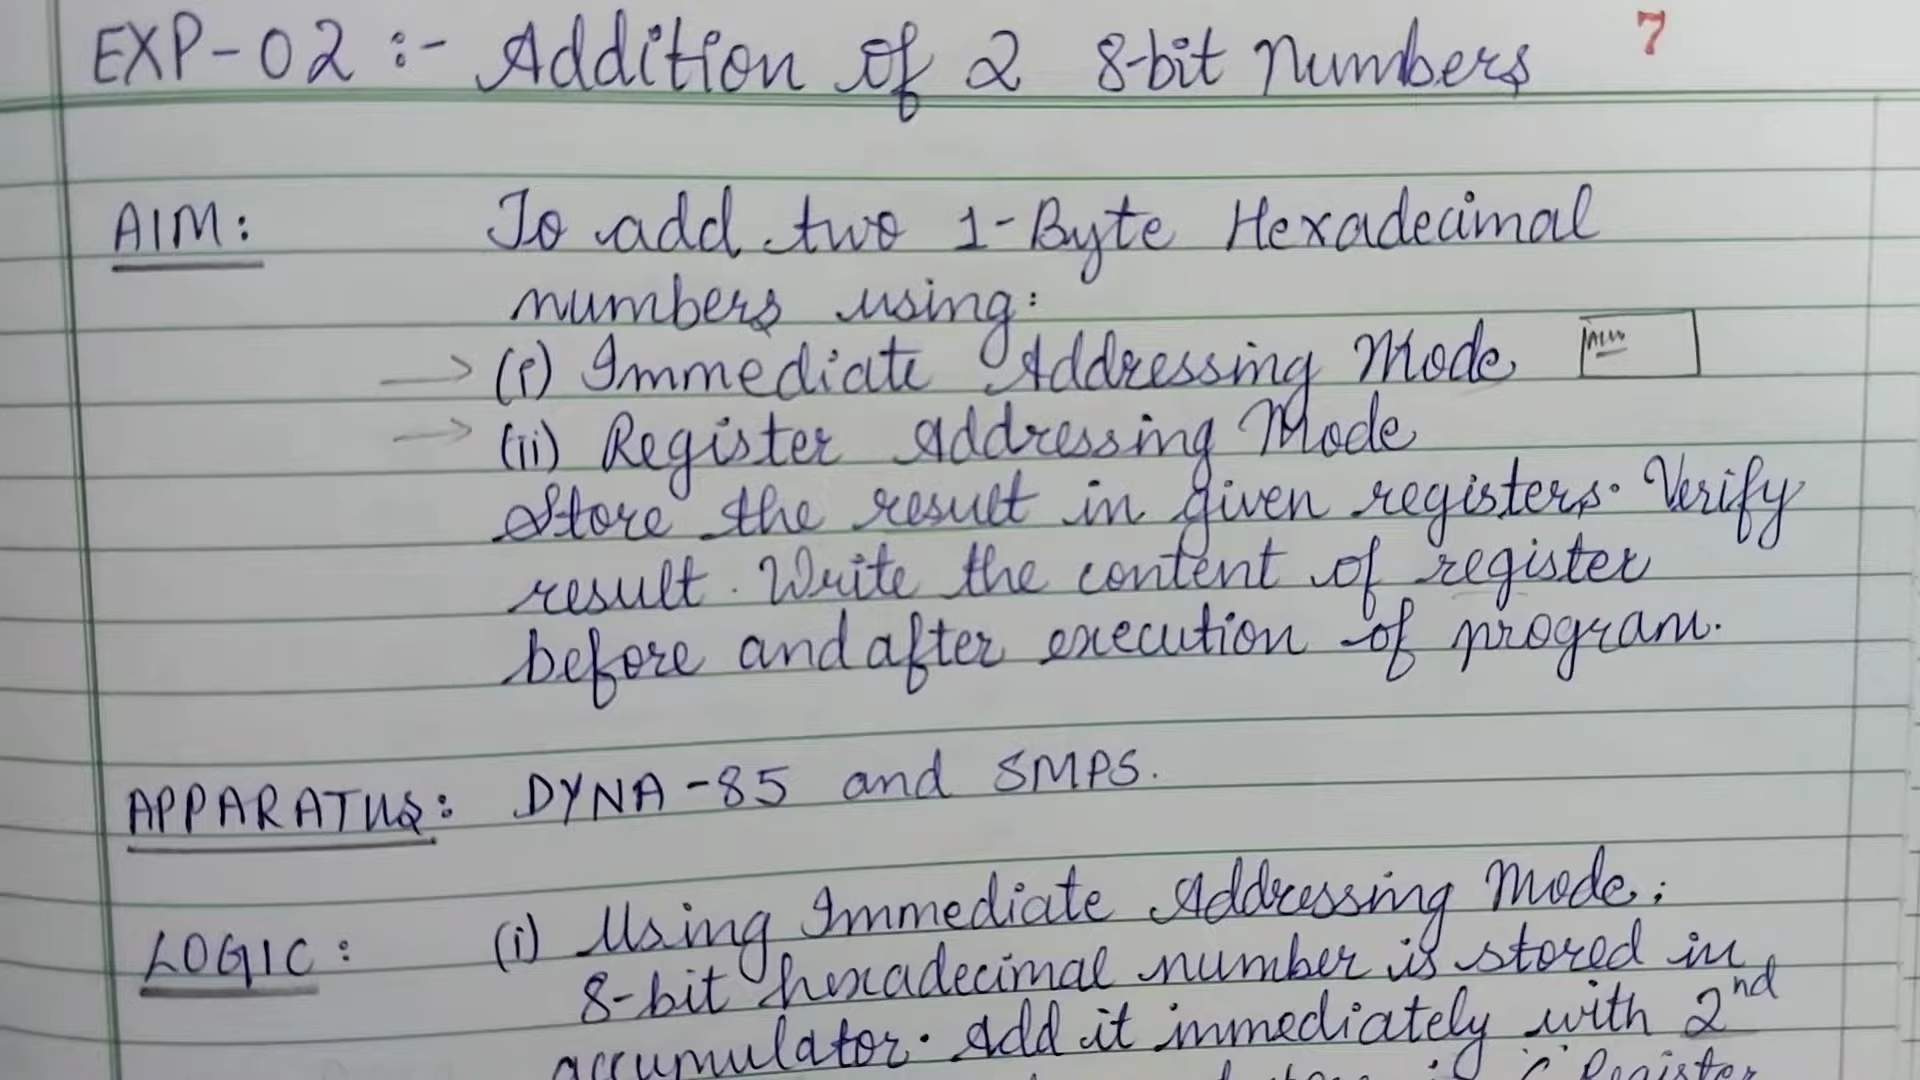 EXP-02 :- Addition of 2 8-bit Numbers 7
AIM: To add two 1-Byte Hexadecimal
numbers using:
→ (i) Immediate Addressing Mode
→ (ii) Register Addressing Mode
Store the result in given registers. Verify
result. Write the content of register
before and after execution of program.
APPARATUS: DYNA-85 and SMPS.
LOGIC: (i) Using Immediate Addressing Mode:
8-bit hexadecimal number is stored in
accumulator. Add it immediately with 2nd
Register